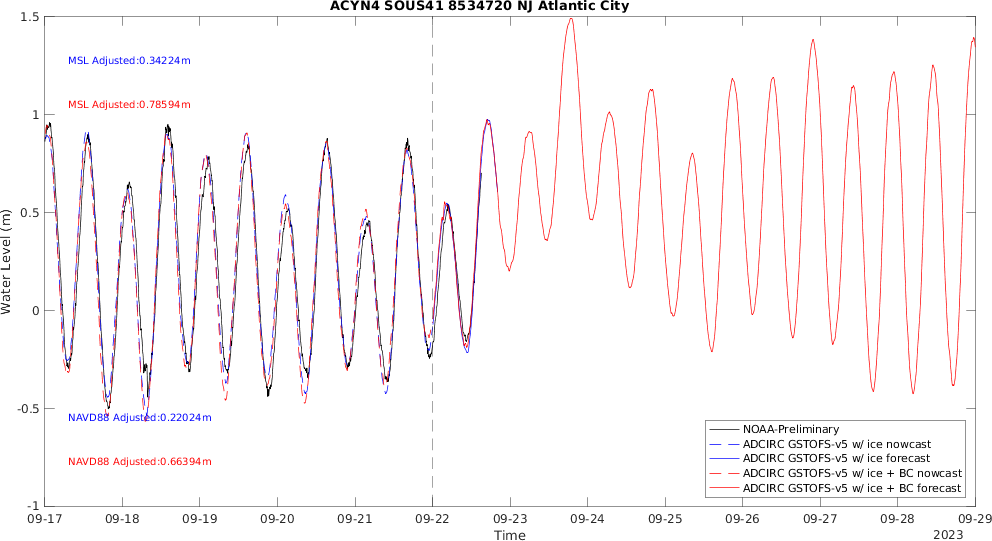 ACYN4 SOUS41 8534720 NJ Atlantic City
1.5
1
0.5
0
-0.5
-1
Water Level (m)
MSL Adjusted:0.34224m
MSL Adjusted:0.78594m
NAVD88 Adjusted:0.22024m
NAVD88 Adjusted:0.66394m
NOAA-Preliminary
ADCIRC GSTOFS-v5 w/ ice nowcast
ADCIRC GSTOFS-v5 w/ ice forecast
ADCIRC GSTOFS-v5 w/ ice + BC nowcast
ADCIRC GSTOFS-v5 w/ ice + BC forecast
09-17 09-18 09-19 09-20 09-21 09-22 09-23 09-24 09-25 09-26 09-27 09-28 09-29
Time
2023